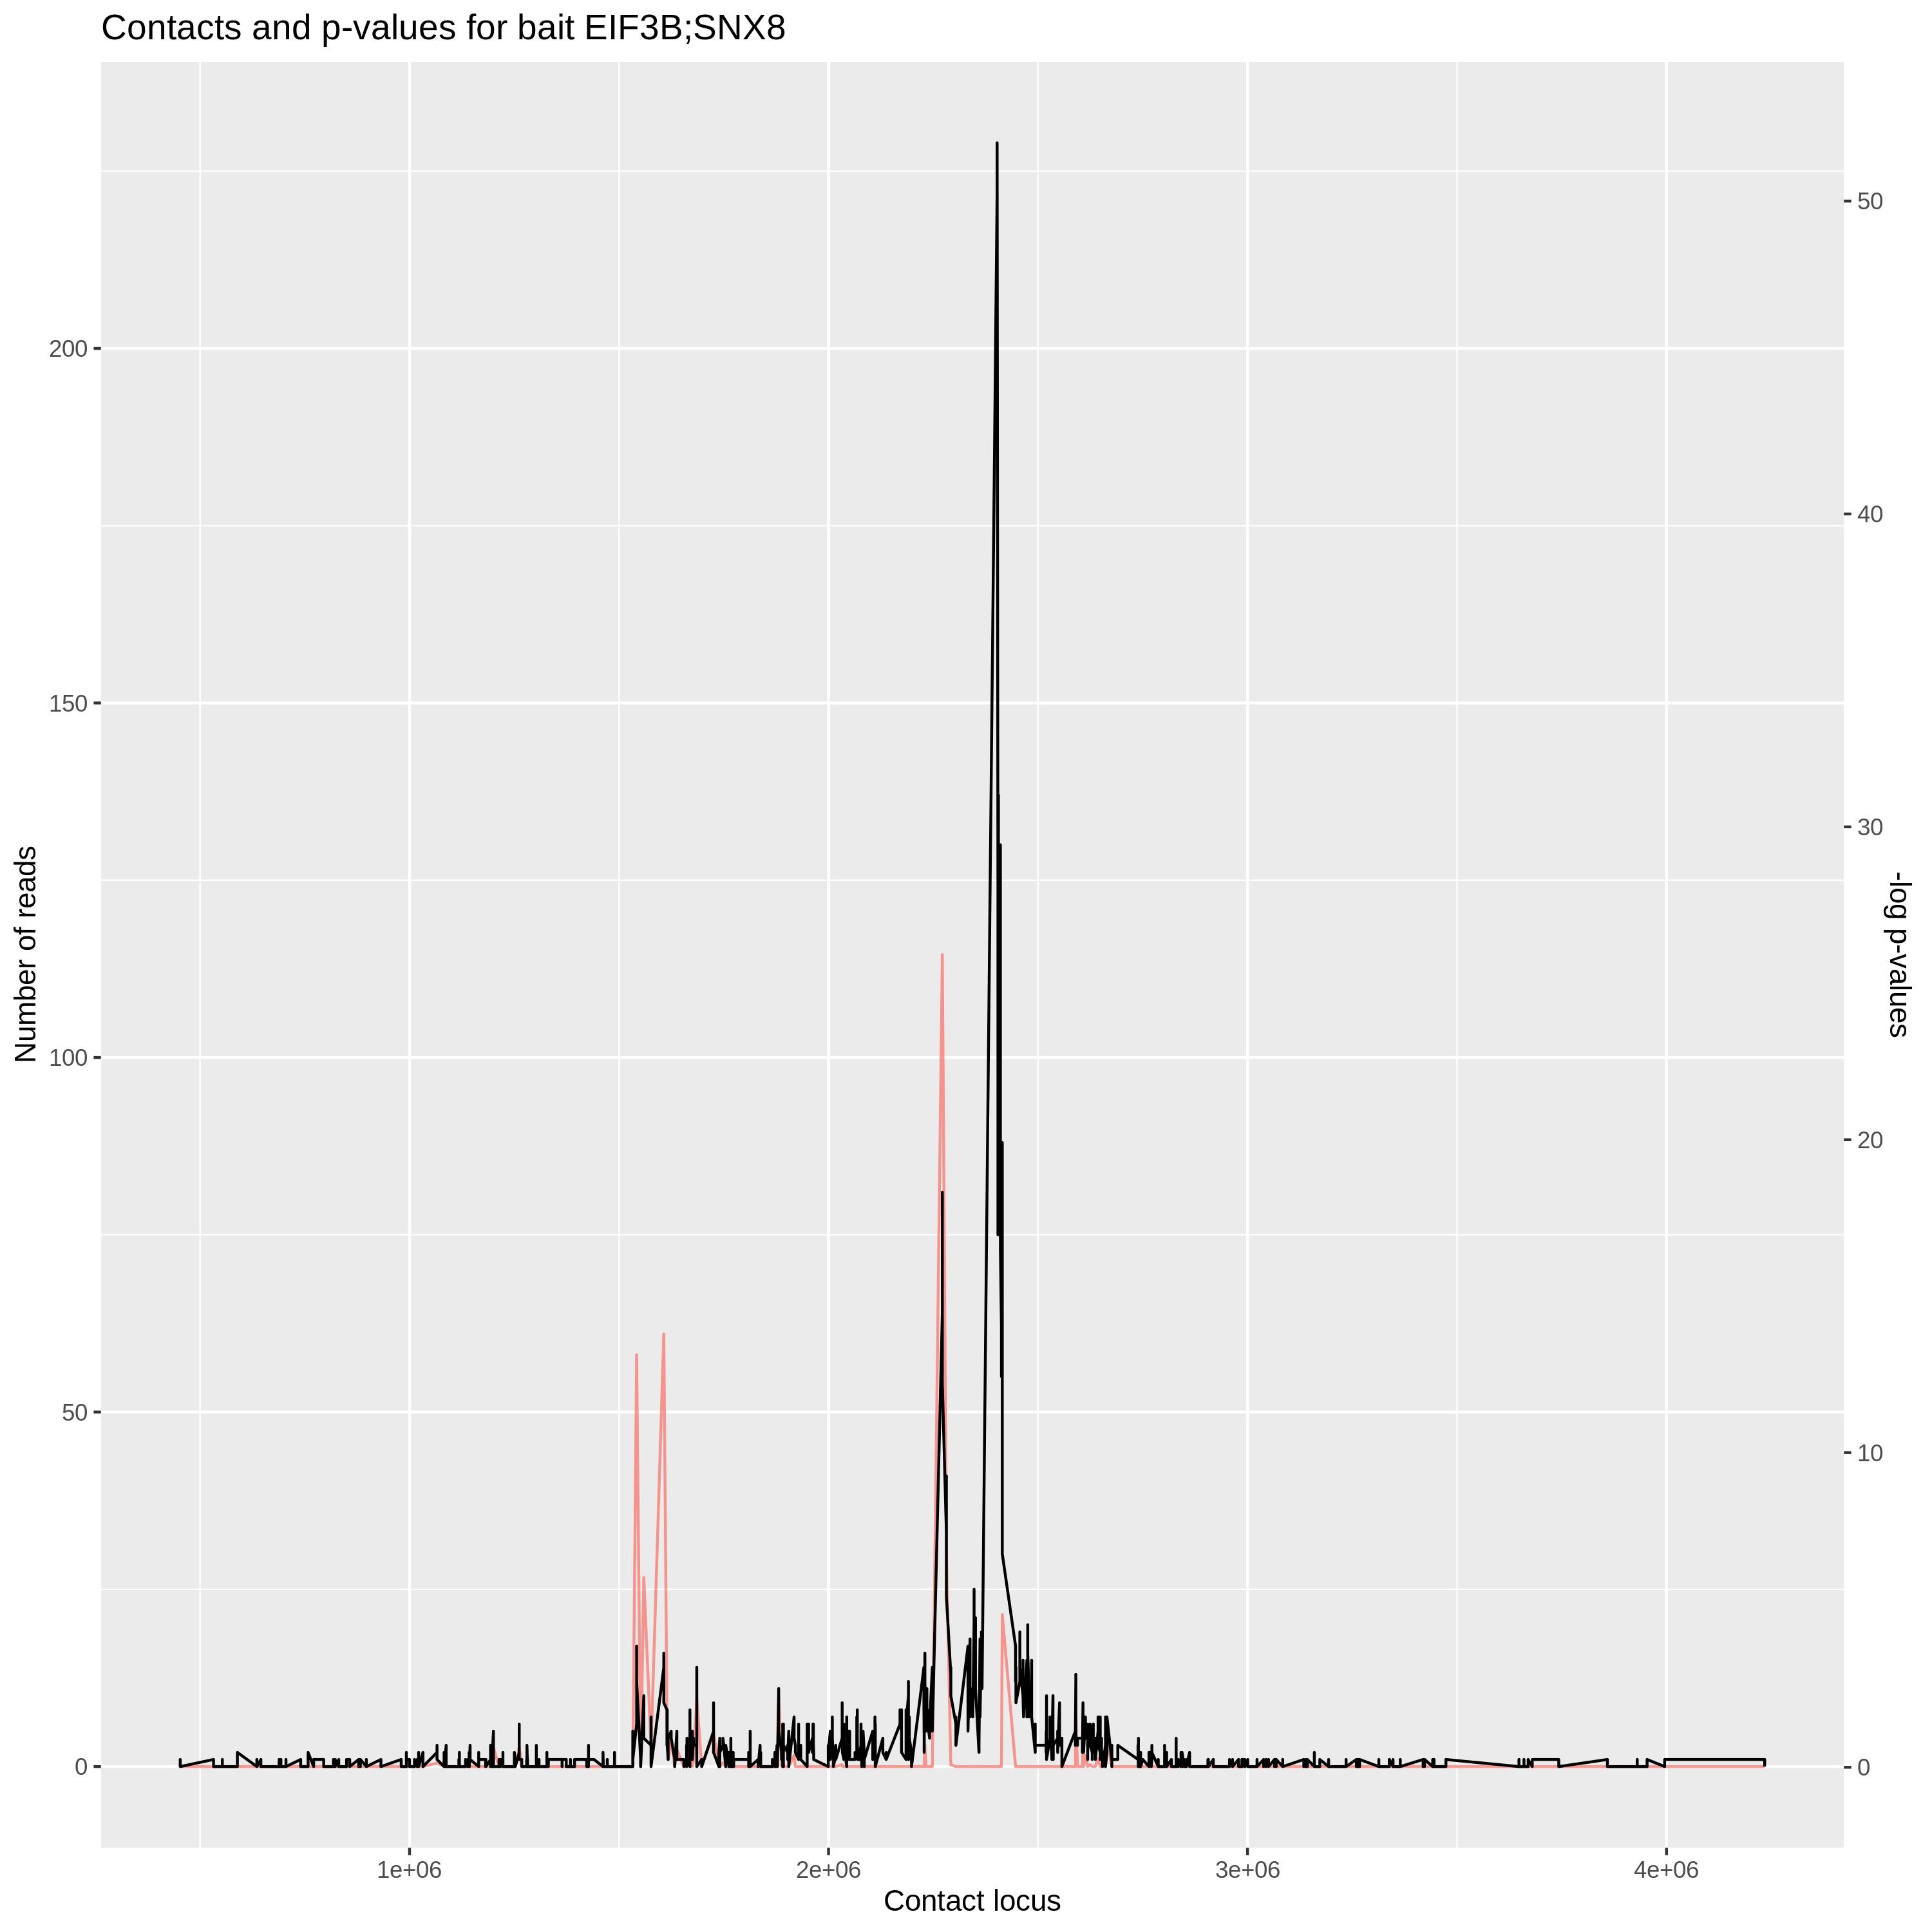 Contacts and p-values for bait EIF3B;SNX8
Number of reads
200
150
100
50
0
50
40
30
20
10
0
-log p-values
1e+06
2e+06
3e+06
4e+06
Contact locus